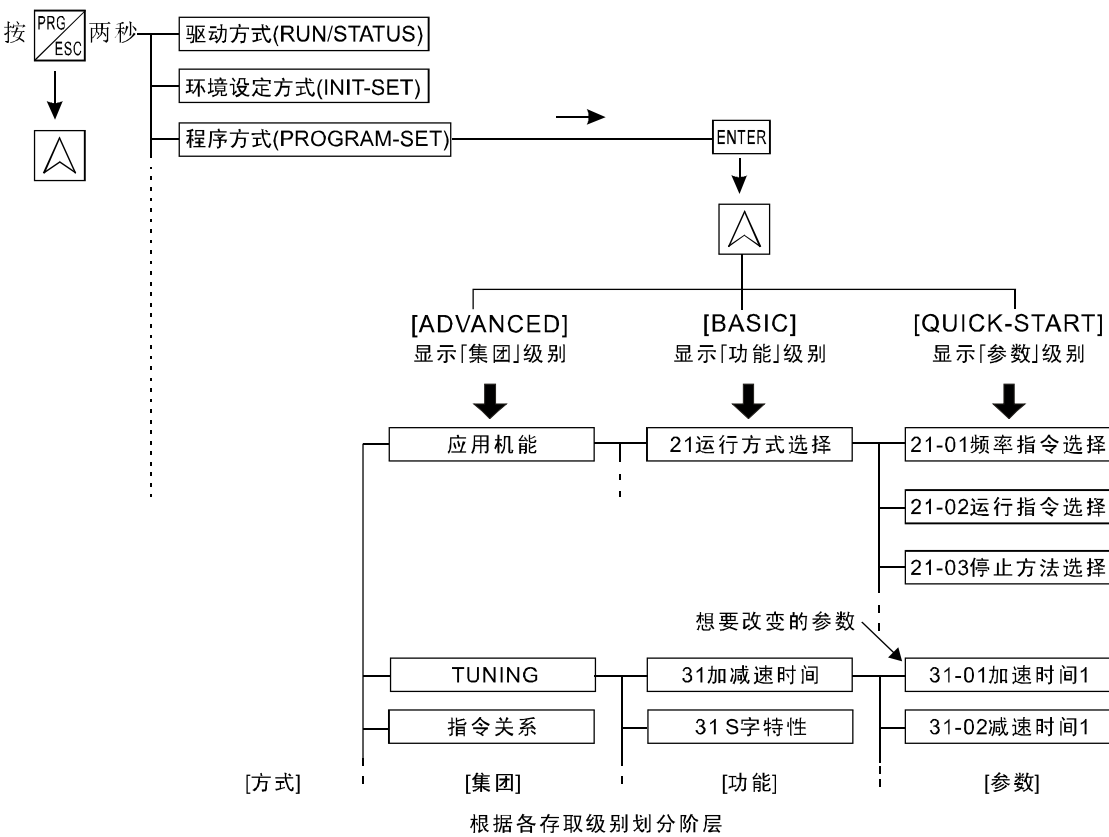 按 PRG/ESC 两秒
驱动方式(RUN/STATUS)
环境设定方式(INIT-SET)
程序方式(PROGRAM-SET)
ENTER
[ADVANCED]
显示「集团」级别
[BASIC]
显示「功能」级别
[QUICK-START]
显示「参数」级别
应用机能
21运行方式选择
21-01频率指令选择
21-02运行指令选择
21-03停止方法选择
想要改变的参数
TUNING
31加减速时间
31-01加速时间1
指令关系
31 S字特性
31-02减速时间1
[方式]
[集团]
[功能]
[参数]
根据各存取级别划分阶层